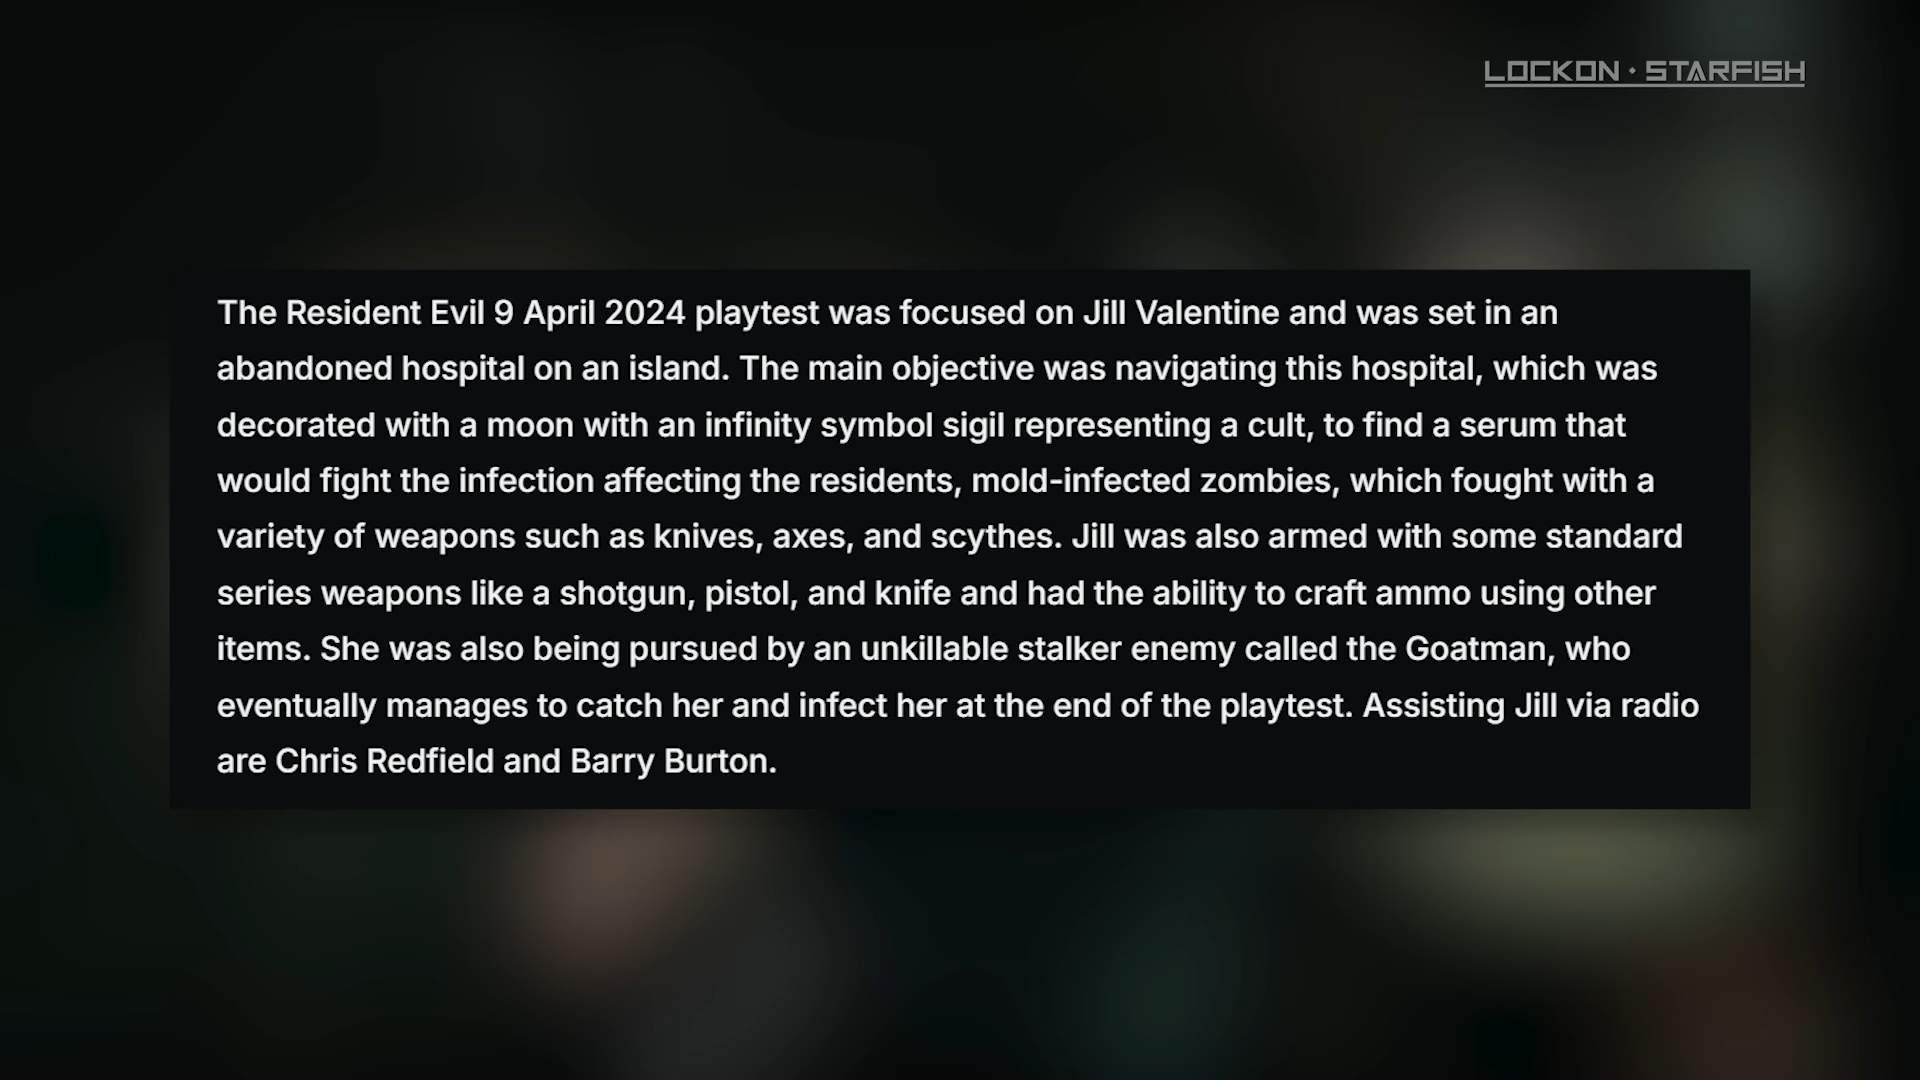 LOCKON · STARFISH
The Resident Evil 9 April 2024 playtest was focused on Jill Valentine and was set in an
abandoned hospital on an island. The main objective was navigating this hospital, which was
decorated with a moon with an infinity symbol sigil representing a cult, to find a serum that
would fight the infection affecting the residents, mold-infected zombies, which fought with a
variety of weapons such as knives, axes, and scythes. Jill was also armed with some standard
series weapons like a shotgun, pistol, and knife and had the ability to craft ammo using other
items. She was also being pursued by an unkillable stalker enemy called the Goatman, who
eventually manages to catch her and infect her at the end of the playtest. Assisting Jill via radio
are Chris Redfield and Barry Burton.